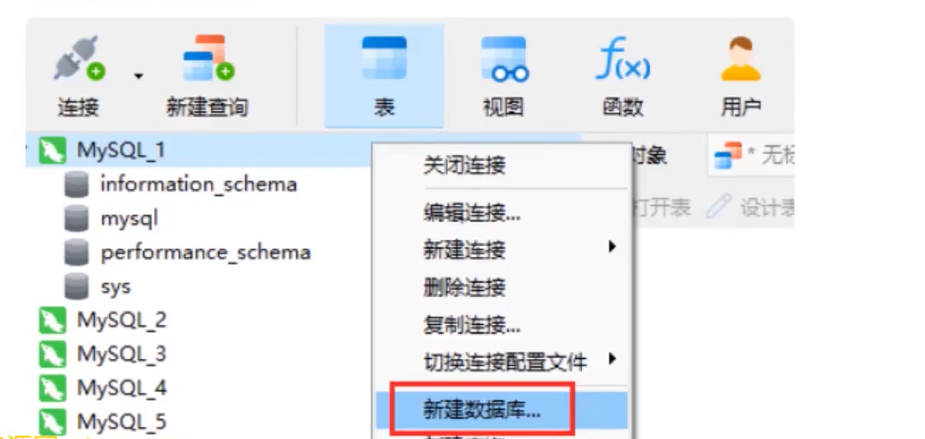 连接
新建查询
表
视图
函数
用户
MySQL_1
information_schema
mysql
performance_schema
sys
MySQL_2
MySQL_3
MySQL_4
MySQL_5
关闭连接
编辑连接...
新建连接
删除连接
复制连接...
切换连接配置文件
新建数据库...
对象
* 无标
打开表
设计表